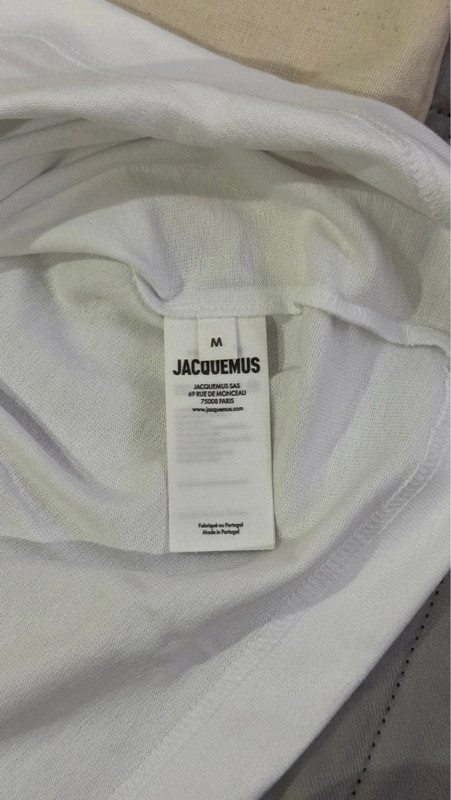 M
JACQUEMUS
JACQUEMUS SAS
69 RUE DE MONCEAU
75008 PARIS
www.jacquemus.com
Fabriqué au Portugal
Made in Portugal